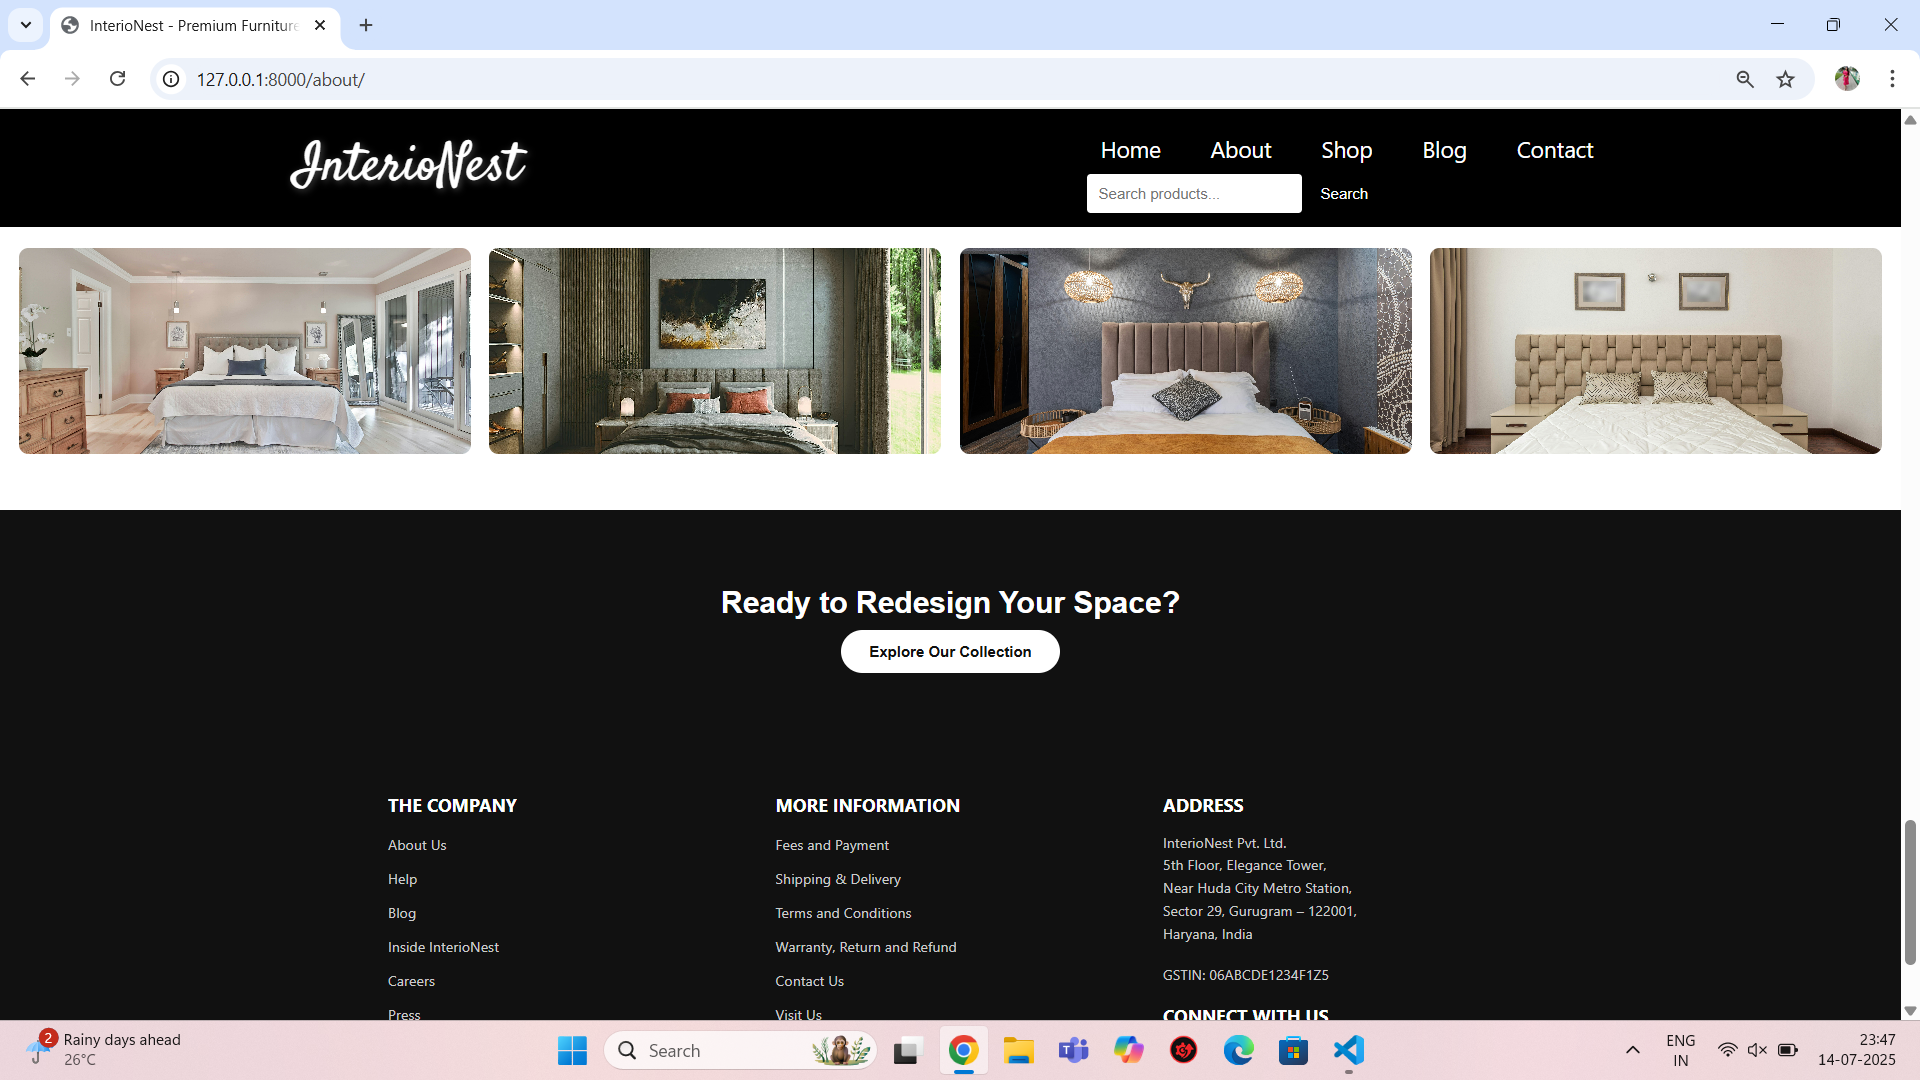 InterioNest - Premium Furniture
127.0.0.1:8000/about/
InterioNest
Home About Shop Blog Contact
Search products... Search
Ready to Redesign Your Space?
Explore Our Collection
THE COMPANY
About Us
Help
Blog
Inside InterioNest
Careers
Press
MORE INFORMATION
Fees and Payment
Shipping & Delivery
Terms and Conditions
Warranty, Return and Refund
Contact Us
Visit Us
ADDRESS
InterioNest Pvt. Ltd.
5th Floor, Elegance Tower,
Near Huda City Metro Station,
Sector 29, Gurugram – 122001,
Haryana, India
GSTIN: 06ABCDE1234F1Z5
CONNECT WITH US
2
Rainy days ahead
26°C
Search
ENG
IN
23:47
14-07-2025